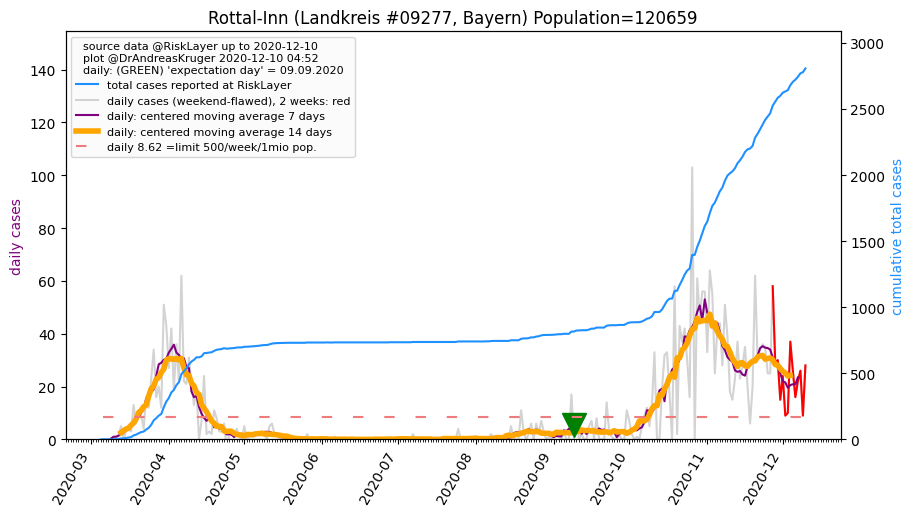 Rottal-Inn (Landkreis #09277, Bayern) Population=120659
source data @RiskLayer up to 2020-12-10
plot @DrAndreasKruger 2020-12-10 04:52
daily: (GREEN) 'expectation day' = 09.09.2020
total cases reported at RiskLayer
daily cases (weekend-flawed), 2 weeks: red
daily: centered moving average 7 days
daily: centered moving average 14 days
daily 8.62 =limit 500/week/1mio pop.
daily cases
140
120
100
80
60
40
20
0
cumulative total cases
3000
2500
2000
1500
1000
500
0
2020-03
2020-04
2020-05
2020-06
2020-07
2020-08
2020-09
2020-10
2020-11
2020-12